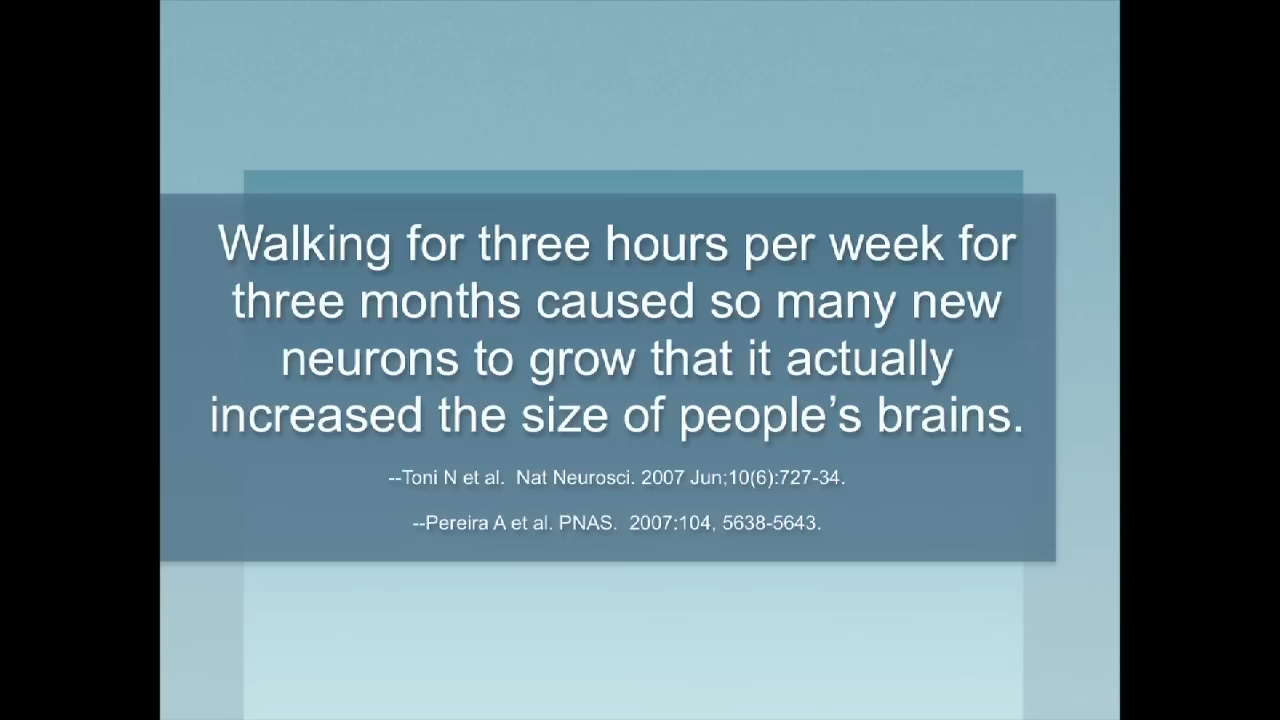 Walking for three hours per week for
three months caused so many new
neurons to grow that it actually
increased the size of people’s brains.
--Toni N et al.  Nat Neurosci. 2007 Jun;10(6):727-34.
--Pereira A et al. PNAS.  2007:104, 5638-5643.